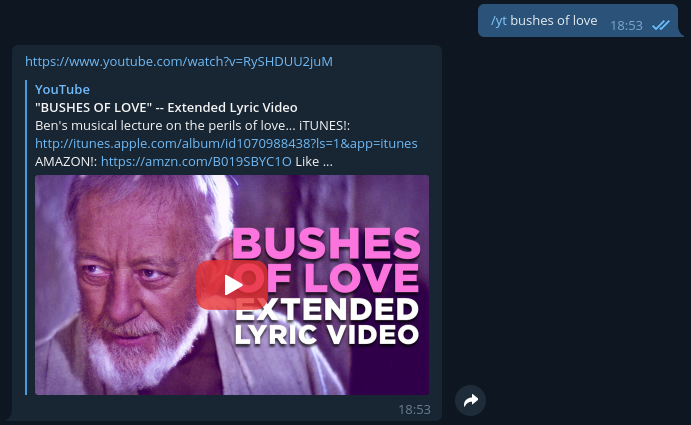 /yt bushes of love 18:53
https://www.youtube.com/watch?v=RySHDUU2juM
YouTube
"BUSHES OF LOVE" -- Extended Lyric Video
Ben's musical lecture on the perils of love... iTUNES!:
http://itunes.apple.com/album/id1070988438?ls=1&app=itunes
AMAZON!: https://amzn.com/B019SBYC1O Like ...
BUSHES
OF LOVE
EXTENDED
LYRIC VIDEO
18:53